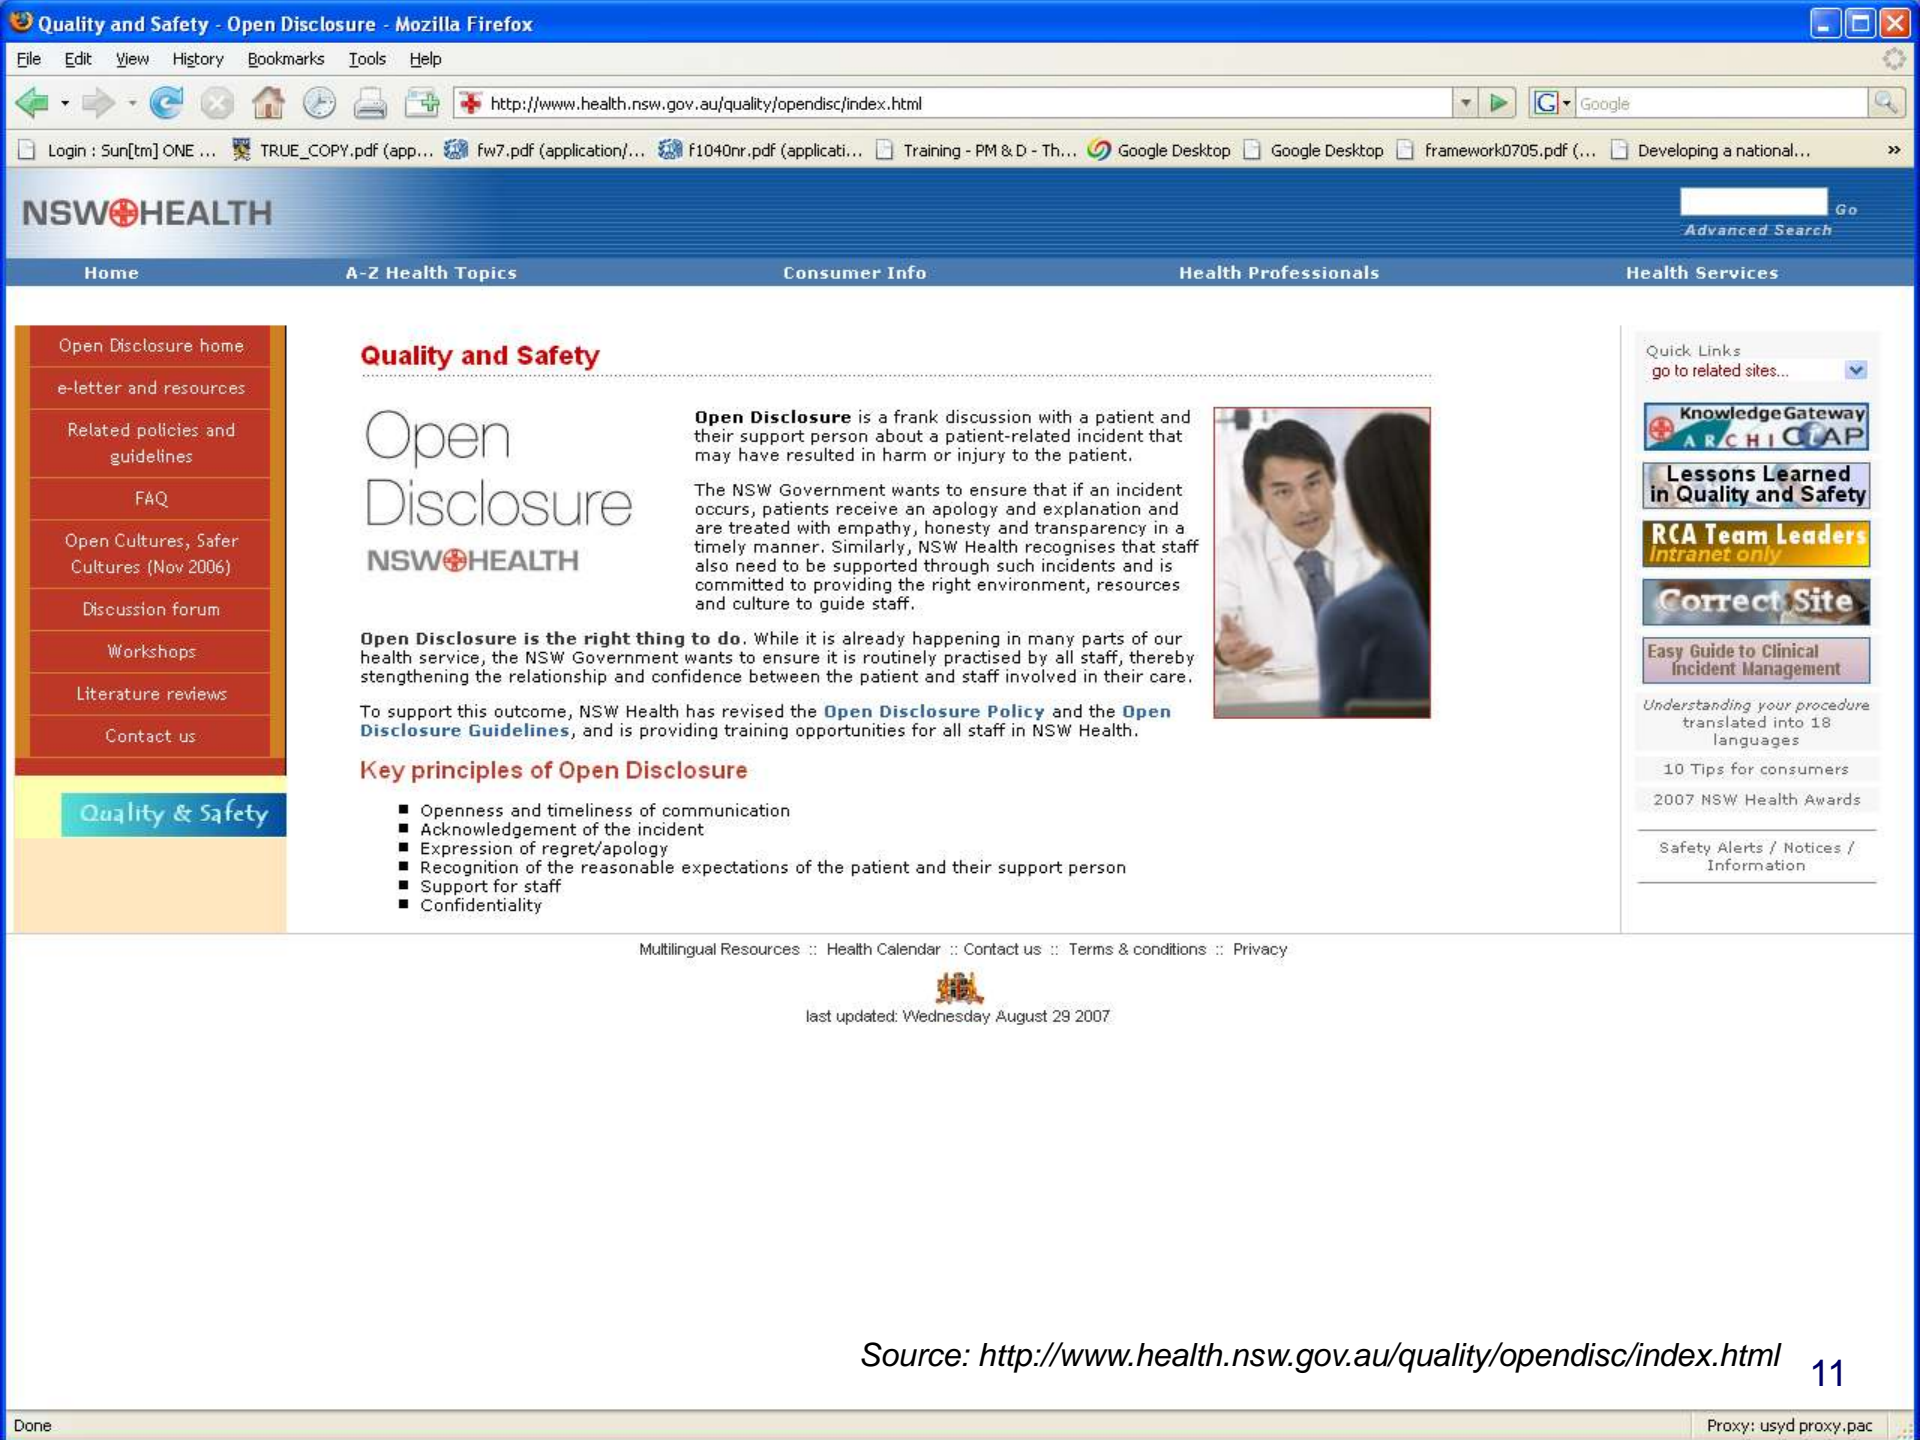 Quality and Safety - Open Disclosure - Mozilla Firefox
File Edit View History Bookmarks Tools Help
http://www.health.nsw.gov.au/quality/opendisc/index.html
Google
Login : Sun[tm] ONE ... TRUE_COPY.pdf (app... fw7.pdf (application/... f1040nr.pdf (applicati... Training - PM & D - Th... Google Desktop Google Desktop framework0705.pdf (... Developing a national... »
NSW HEALTH
Go
Advanced Search
Home A-Z Health Topics Consumer Info Health Professionals Health Services
Open Disclosure home
e-letter and resources
Related policies and
guidelines
FAQ
Open Cultures, Safer
Cultures (Nov 2006)
Discussion forum
Workshops
Literature reviews
Contact us
Quality & Safety
Quality and Safety
Open
Disclosure
NSW HEALTH
Open Disclosure is a frank discussion with a patient and
their support person about a patient-related incident that
may have resulted in harm or injury to the patient.
The NSW Government wants to ensure that if an incident
occurs, patients receive an apology and explanation and
are treated with empathy, honesty and transparency in a
timely manner. Similarly, NSW Health recognises that staff
also need to be supported through such incidents and is
committed to providing the right environment, resources
and culture to guide staff.
Open Disclosure is the right thing to do. While it is already happening in many parts of our
health service, the NSW Government wants to ensure it is routinely practised by all staff, thereby
stengthening the relationship and confidence between the patient and staff involved in their care.
To support this outcome, NSW Health has revised the Open Disclosure Policy and the Open
Disclosure Guidelines, and is providing training opportunities for all staff in NSW Health.
Key principles of Open Disclosure
■ Openness and timeliness of communication
■ Acknowledgement of the incident
■ Expression of regret/apology
■ Recognition of the reasonable expectations of the patient and their support person
■ Support for staff
■ Confidentiality
Quick Links
go to related sites...
Knowledge Gateway
ARCHI CIAP
Lessons Learned
in Quality and Safety
RCA Team Leaders
Intranet only
Correct Site
Easy Guide to Clinical
Incident Management
Understanding your procedure
translated into 18
languages
10 Tips for consumers
2007 NSW Health Awards
Safety Alerts / Notices /
Information
Multilingual Resources :: Health Calendar :: Contact us :: Terms & conditions :: Privacy
last updated: Wednesday August 29 2007
Source: http://www.health.nsw.gov.au/quality/opendisc/index.html
11
Done
Proxy: usyd proxy.pac